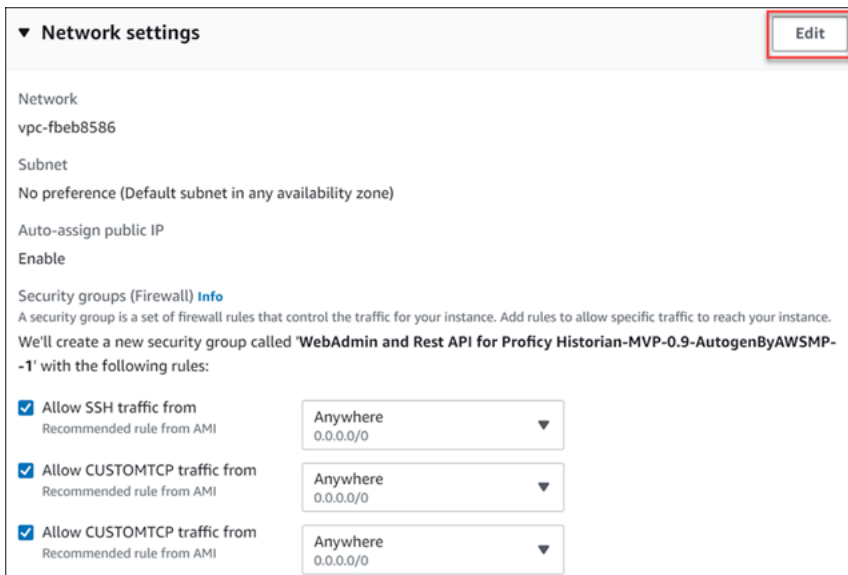 Network settings
Edit
Network
vpc-fbeb8586
Subnet
No preference (Default subnet in any availability zone)
Auto-assign public IP
Enable
Security groups (Firewall) Info
A security group is a set of firewall rules that control the traffic for your instance. Add rules to allow specific traffic to reach your instance.
We'll create a new security group called 'WebAdmin and Rest API for Proficy Historian-MVP-0.9-AutogenByAWSMP-
-1' with the following rules:
Allow SSH traffic from
Recommended rule from AMI
Anywhere
0.0.0.0/0
Allow CUSTOMTCP traffic from
Recommended rule from AMI
Anywhere
0.0.0.0/0
Allow CUSTOMTCP traffic from
Recommended rule from AMI
Anywhere
0.0.0.0/0